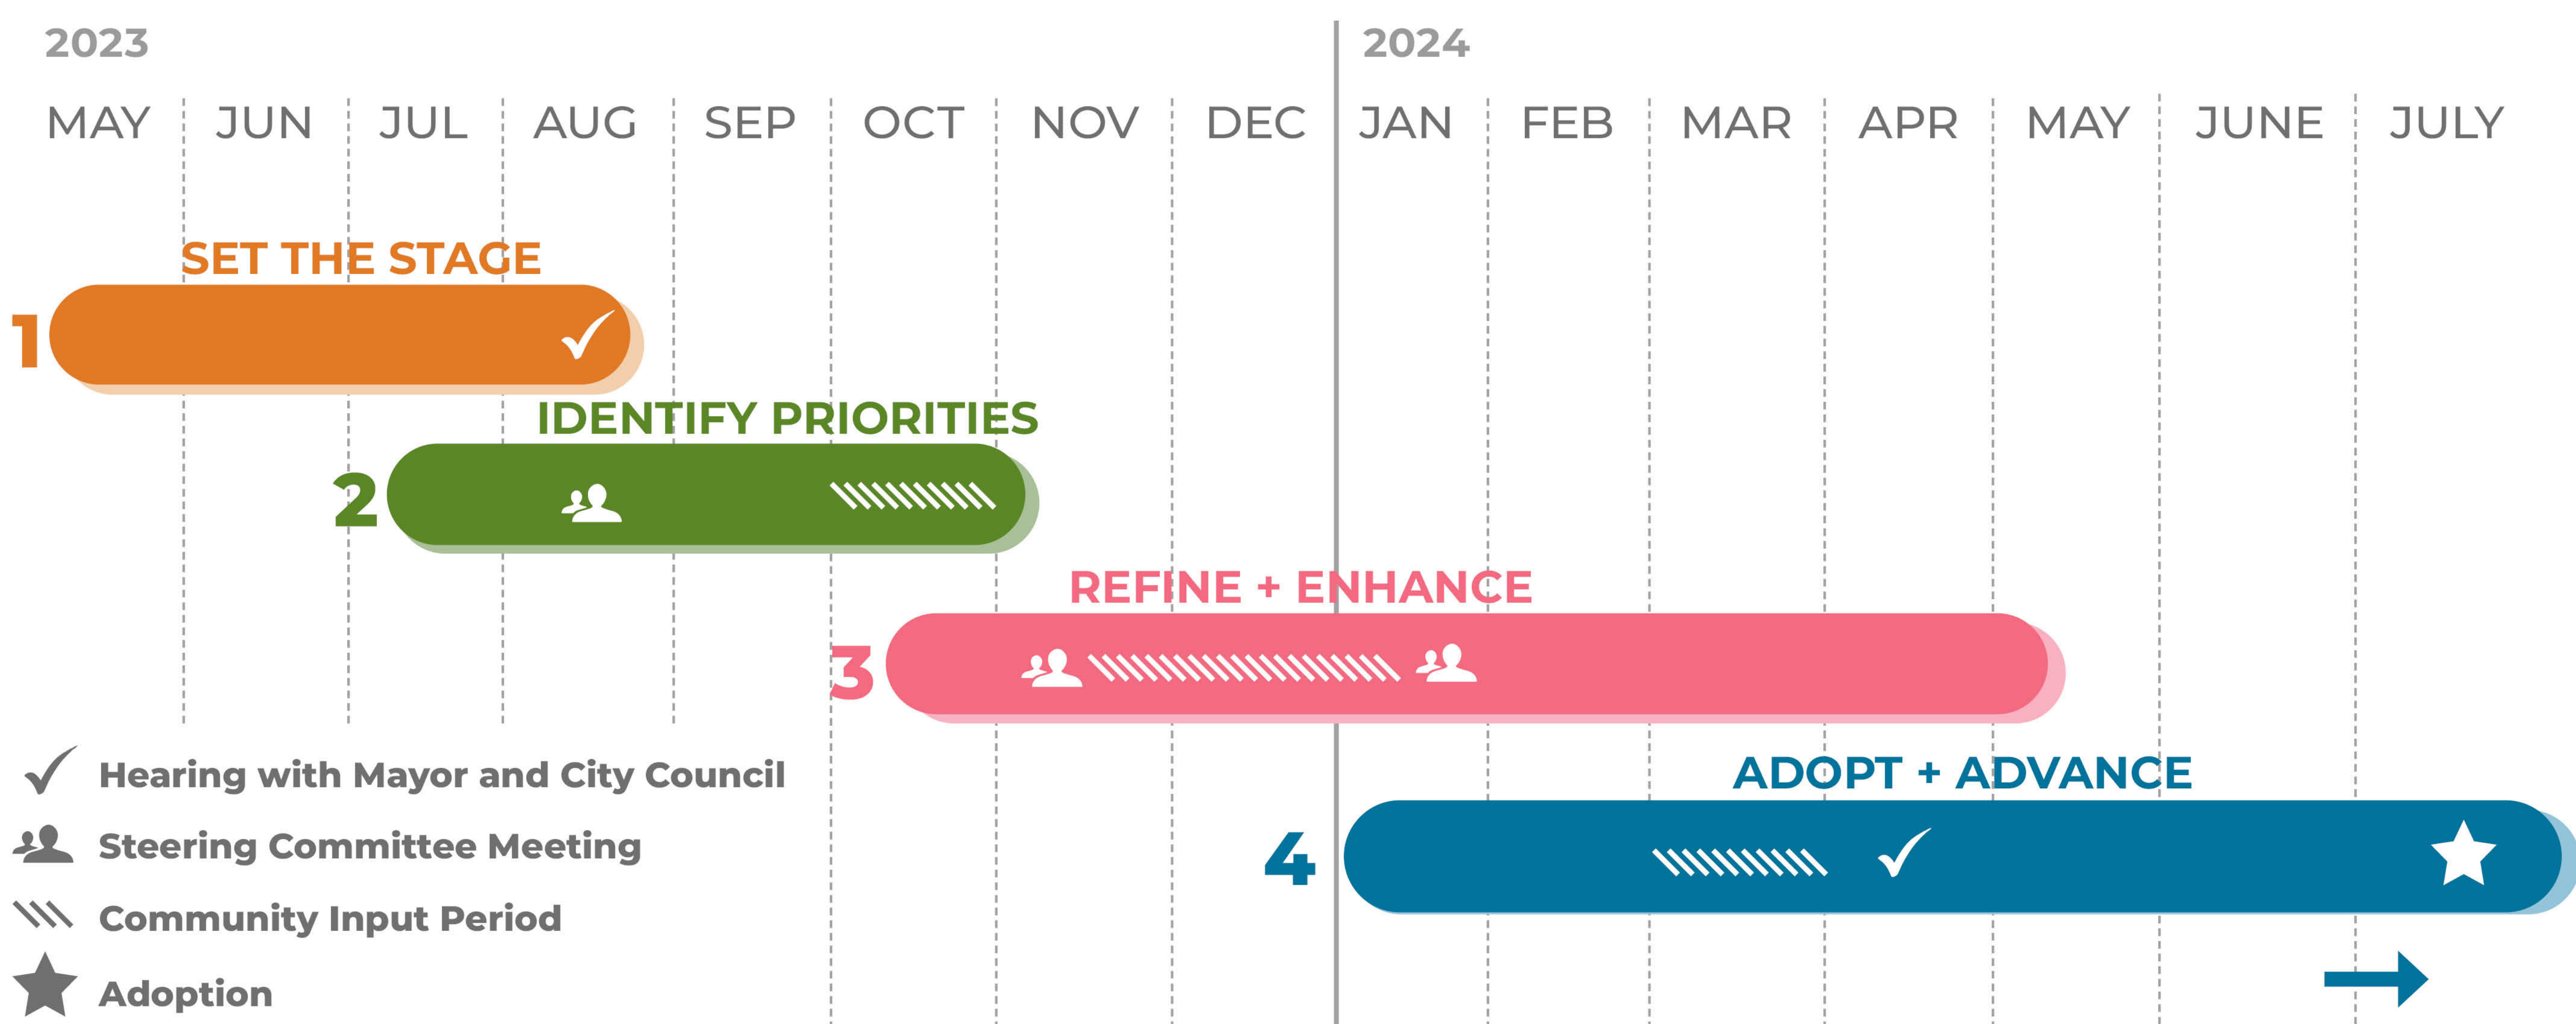 2023 2024
MAY JUN JUL AUG SEP OCT NOV DEC JAN FEB MAR APR MAY JUNE JULY
SET THE STAGE
1
IDENTIFY PRIORITIES
2
REFINE + ENHANCE
3
ADOPT + ADVANCE
4
Hearing with Mayor and City Council
Steering Committee Meeting
Community Input Period
Adoption